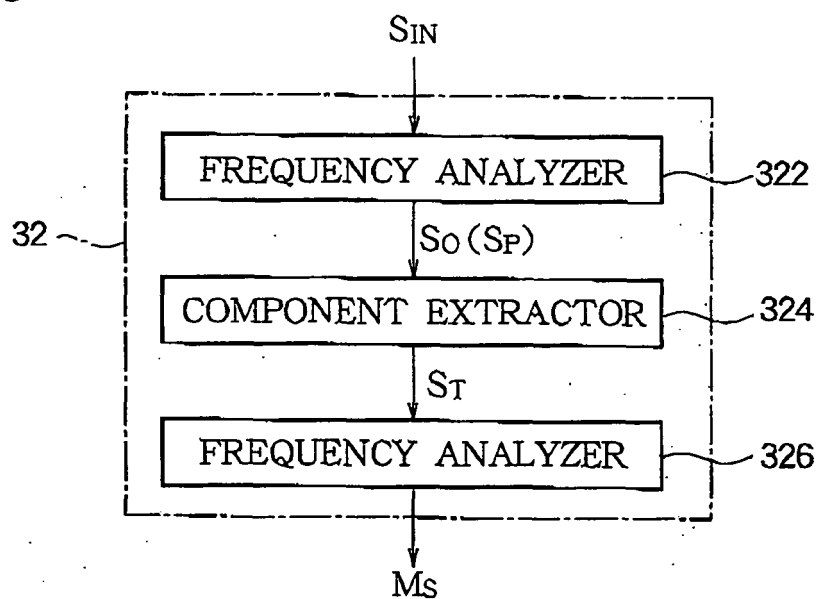 SIN
FREQUENCY ANALYZER
322
32
SO (SP)
COMPONENT EXTRACTOR
324
ST
FREQUENCY ANALYZER
326
MS